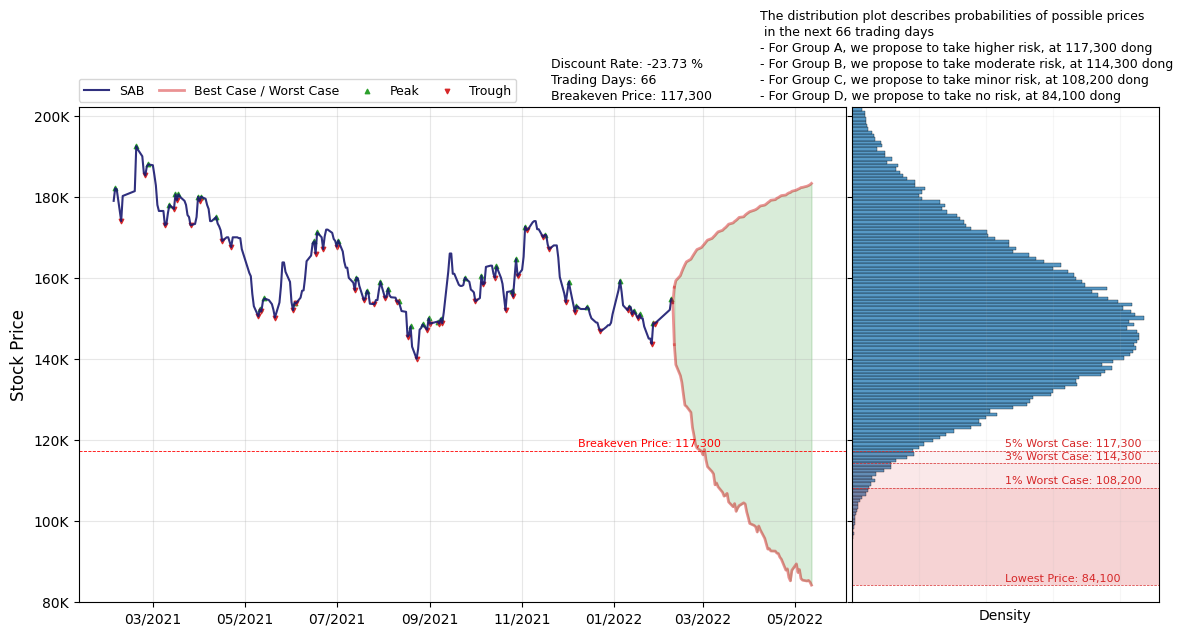 The distribution plot describes probabilities of possible prices
in the next 66 trading days
- For Group A, we propose to take higher risk, at 117,300 dong
- For Group B, we propose to take moderate risk, at 114,300 dong
- For Group C, we propose to take minor risk, at 108,200 dong
- For Group D, we propose to take no risk, at 84,100 dong
Discount Rate: -23.73 %
Trading Days: 66
Breakeven Price: 117,300
SAB
Best Case / Worst Case
Peak
Trough
Stock Price
200K
180K
160K
140K
120K
100K
80K
Breakeven Price: 117,300
5% Worst Case: 117,300
3% Worst Case: 114,300
1% Worst Case: 108,200
Lowest Price: 84,100
03/2021
05/2021
07/2021
09/2021
11/2021
01/2022
03/2022
05/2022
Density